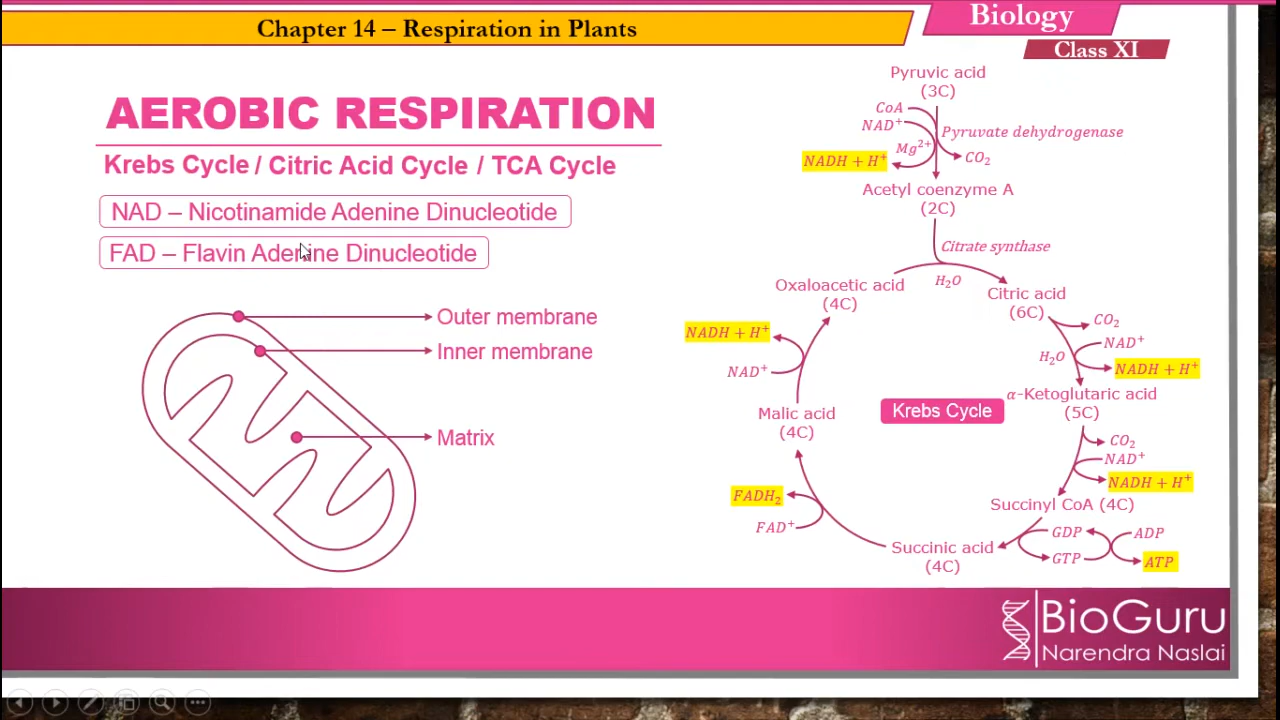 Chapter 14 – Respiration in Plants
Biology
Class XI
AEROBIC RESPIRATION
Krebs Cycle / Citric Acid Cycle / TCA Cycle
NAD – Nicotinamide Adenine Dinucleotide
FAD – Flavin Adenine Dinucleotide
Outer membrane
Inner membrane
Matrix
Pyruvic acid
(3C)
CoA
NAD⁺
Pyruvate dehydrogenase
Mg²⁺
NADH + H⁺
CO₂
Acetyl coenzyme A
(2C)
Citrate synthase
H₂O
Oxaloacetic acid
(4C)
Citric acid
(6C)
CO₂
NAD⁺
H₂O
NADH + H⁺
α-Ketoglutaric acid
(5C)
CO₂
NAD⁺
NADH + H⁺
Succinyl CoA (4C)
GDP
ADP
GTP
ATP
Succinic acid
(4C)
FADH₂
FAD⁺
Malic acid
(4C)
NADH + H⁺
NAD⁺
Krebs Cycle
BioGuru
Narendra Naslai